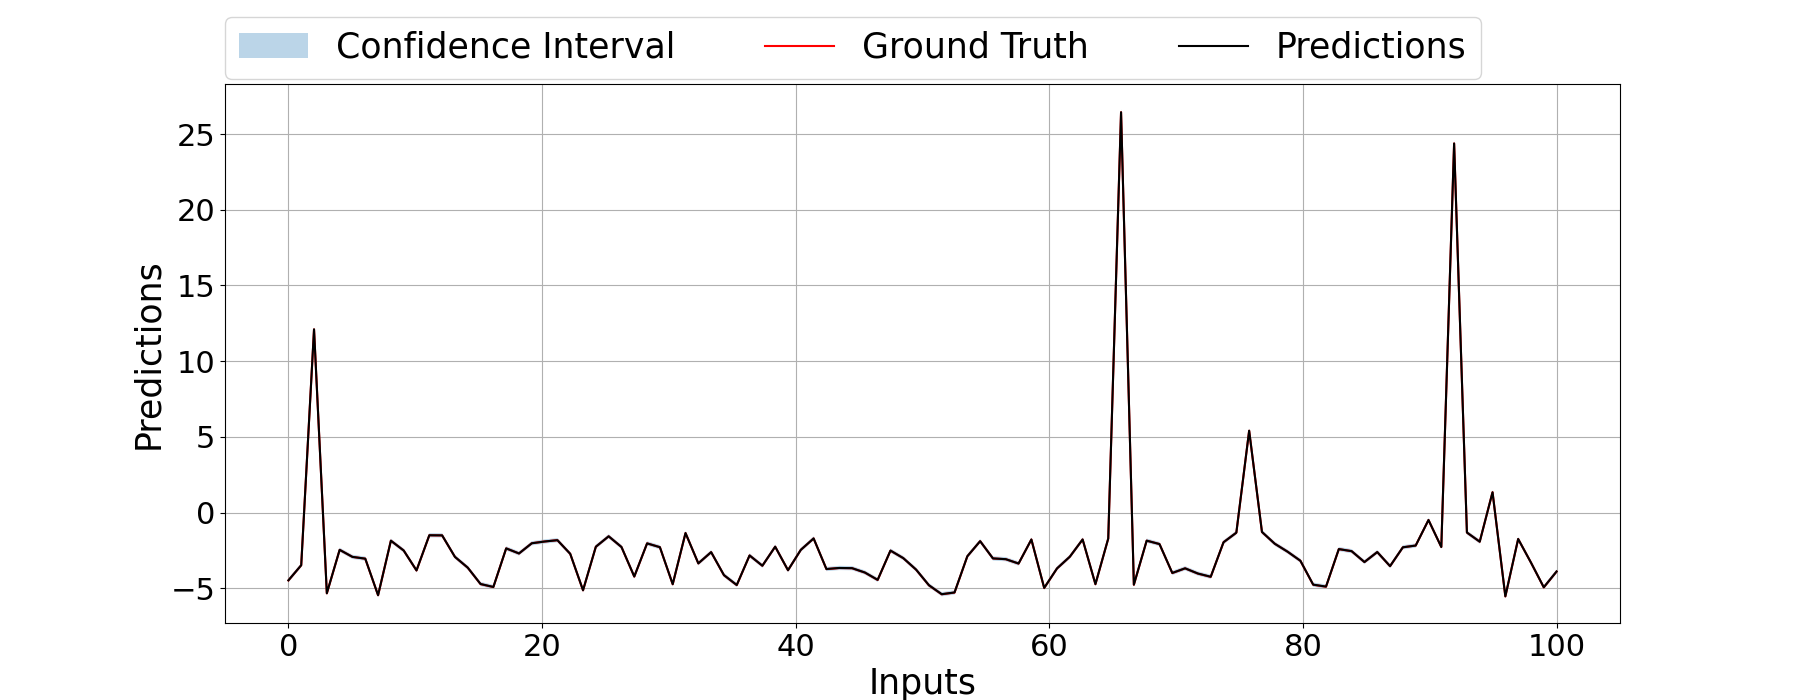 Confidence Interval Ground Truth Predictions
25
20
15
10
5
0
−5
Predictions
0 20 40 60 80 100
Inputs